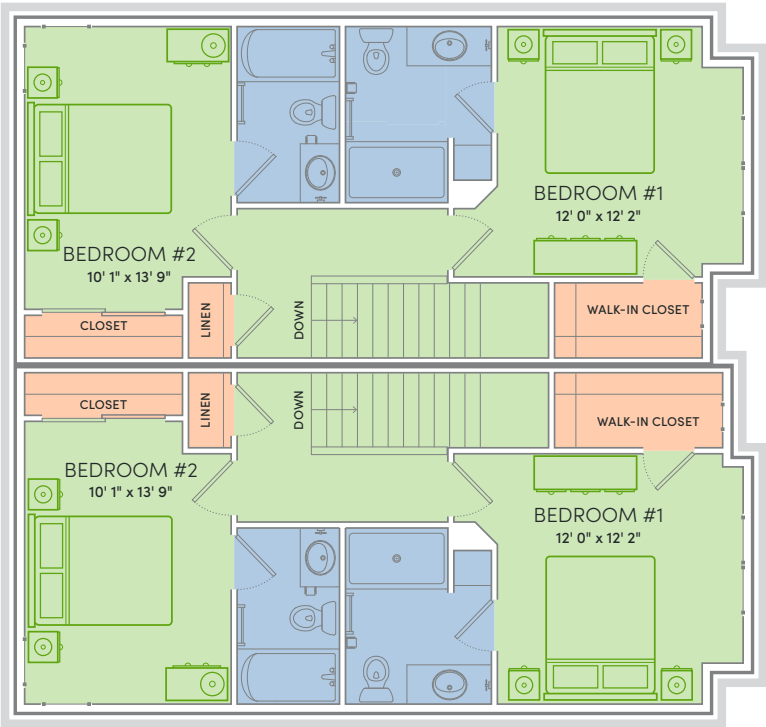 BEDROOM #1
12' 0" x 12' 2"
BEDROOM #2
10' 1" x 13' 9"
CLOSET
LINEN
DOWN
WALK-IN CLOSET
CLOSET
LINEN
DOWN
WALK-IN CLOSET
BEDROOM #2
10' 1" x 13' 9"
BEDROOM #1
12' 0" x 12' 2"